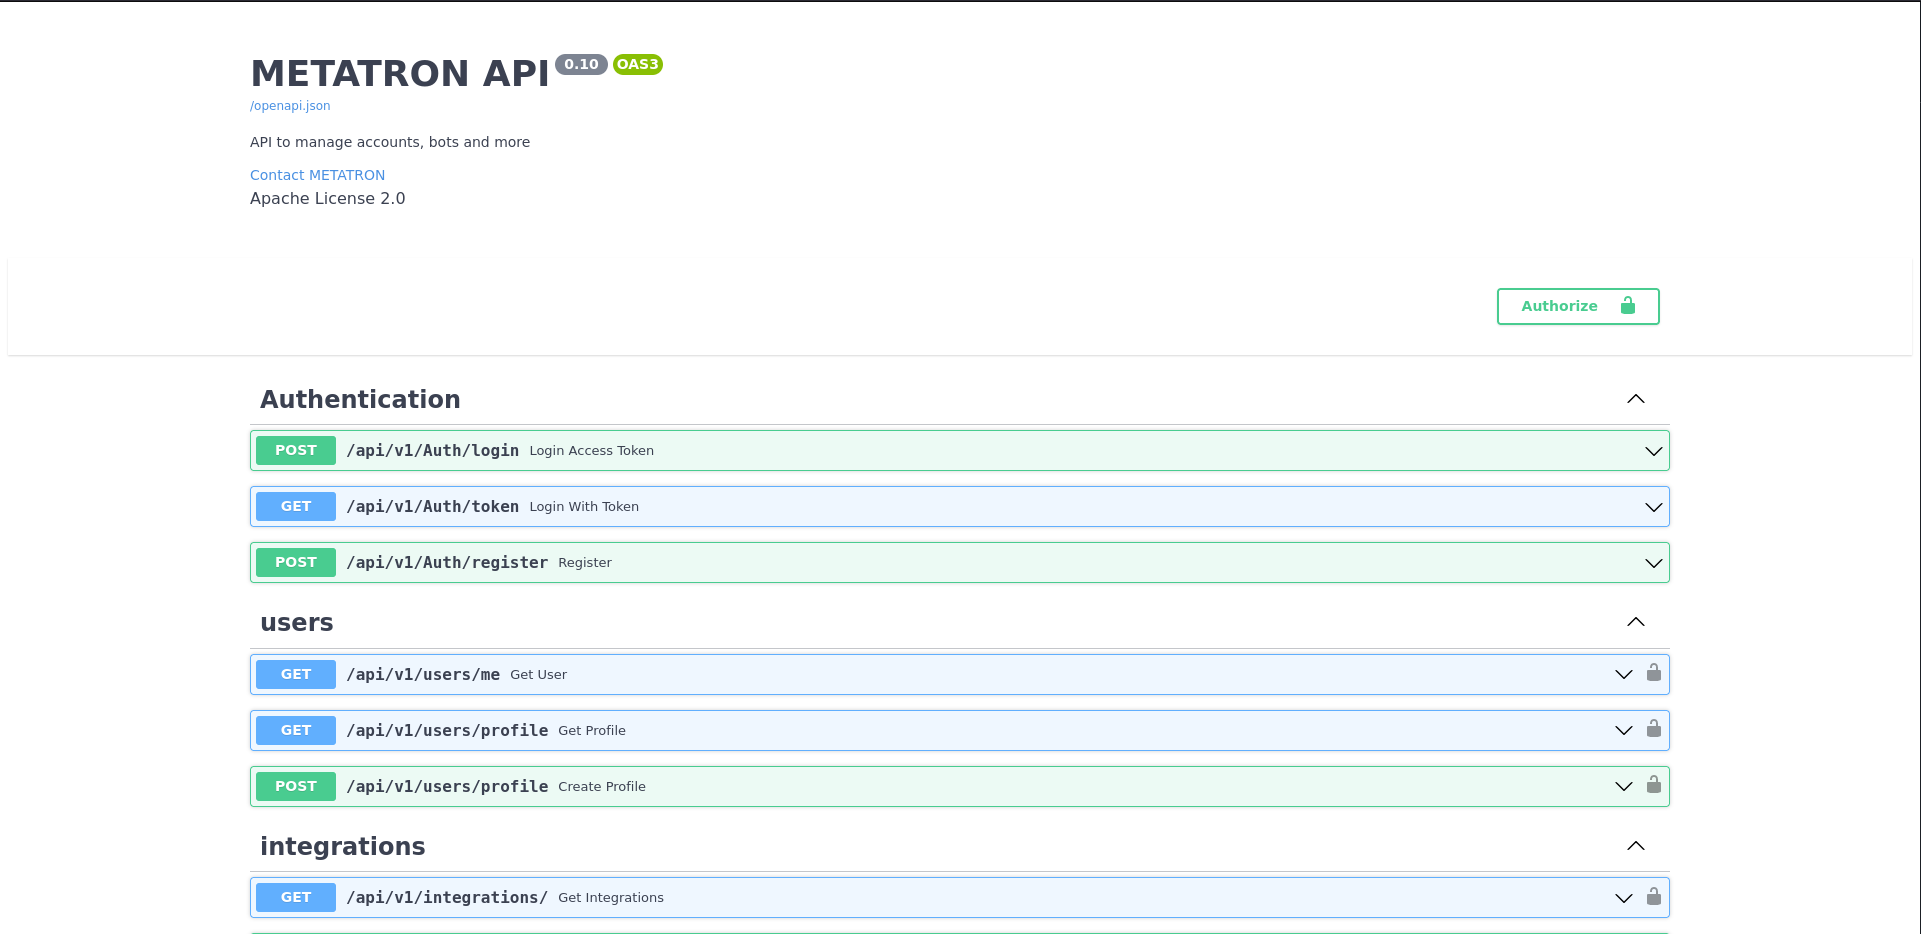 METATRON API 0.10 OAS3
/openapi.json
API to manage accounts, bots and more
Contact METATRON
Apache License 2.0
Authorize
Authentication
POST /api/v1/Auth/login Login Access Token
GET /api/v1/Auth/token Login With Token
POST /api/v1/Auth/register Register
users
GET /api/v1/users/me Get User
GET /api/v1/users/profile Get Profile
POST /api/v1/users/profile Create Profile
integrations
GET /api/v1/integrations/ Get Integrations